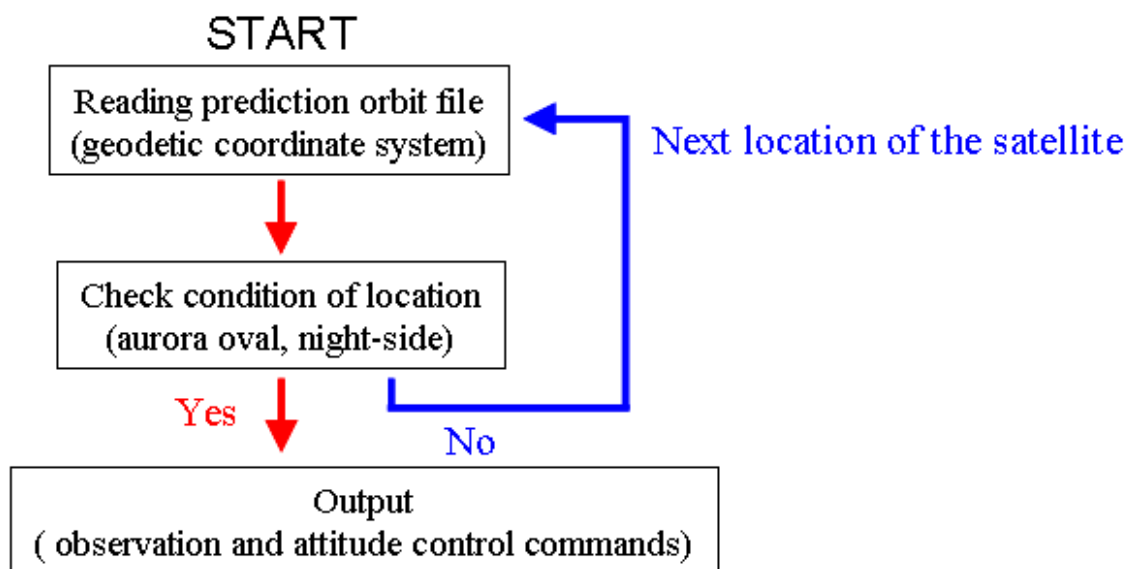 START
Reading prediction orbit file
(geodetic coordinate system)
Next location of the satellite
Check condition of location
(aurora oval, night-side)
Yes
No
Output
( observation and attitude control commands)